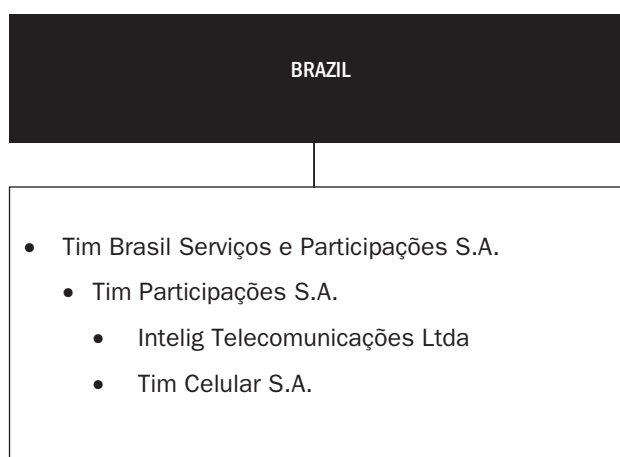 BRAZIL
• Tim Brasil Serviços e Participações S.A.
• Tim Participações S.A.
• Intelig Telecomunicações Ltda
• Tim Celular S.A.